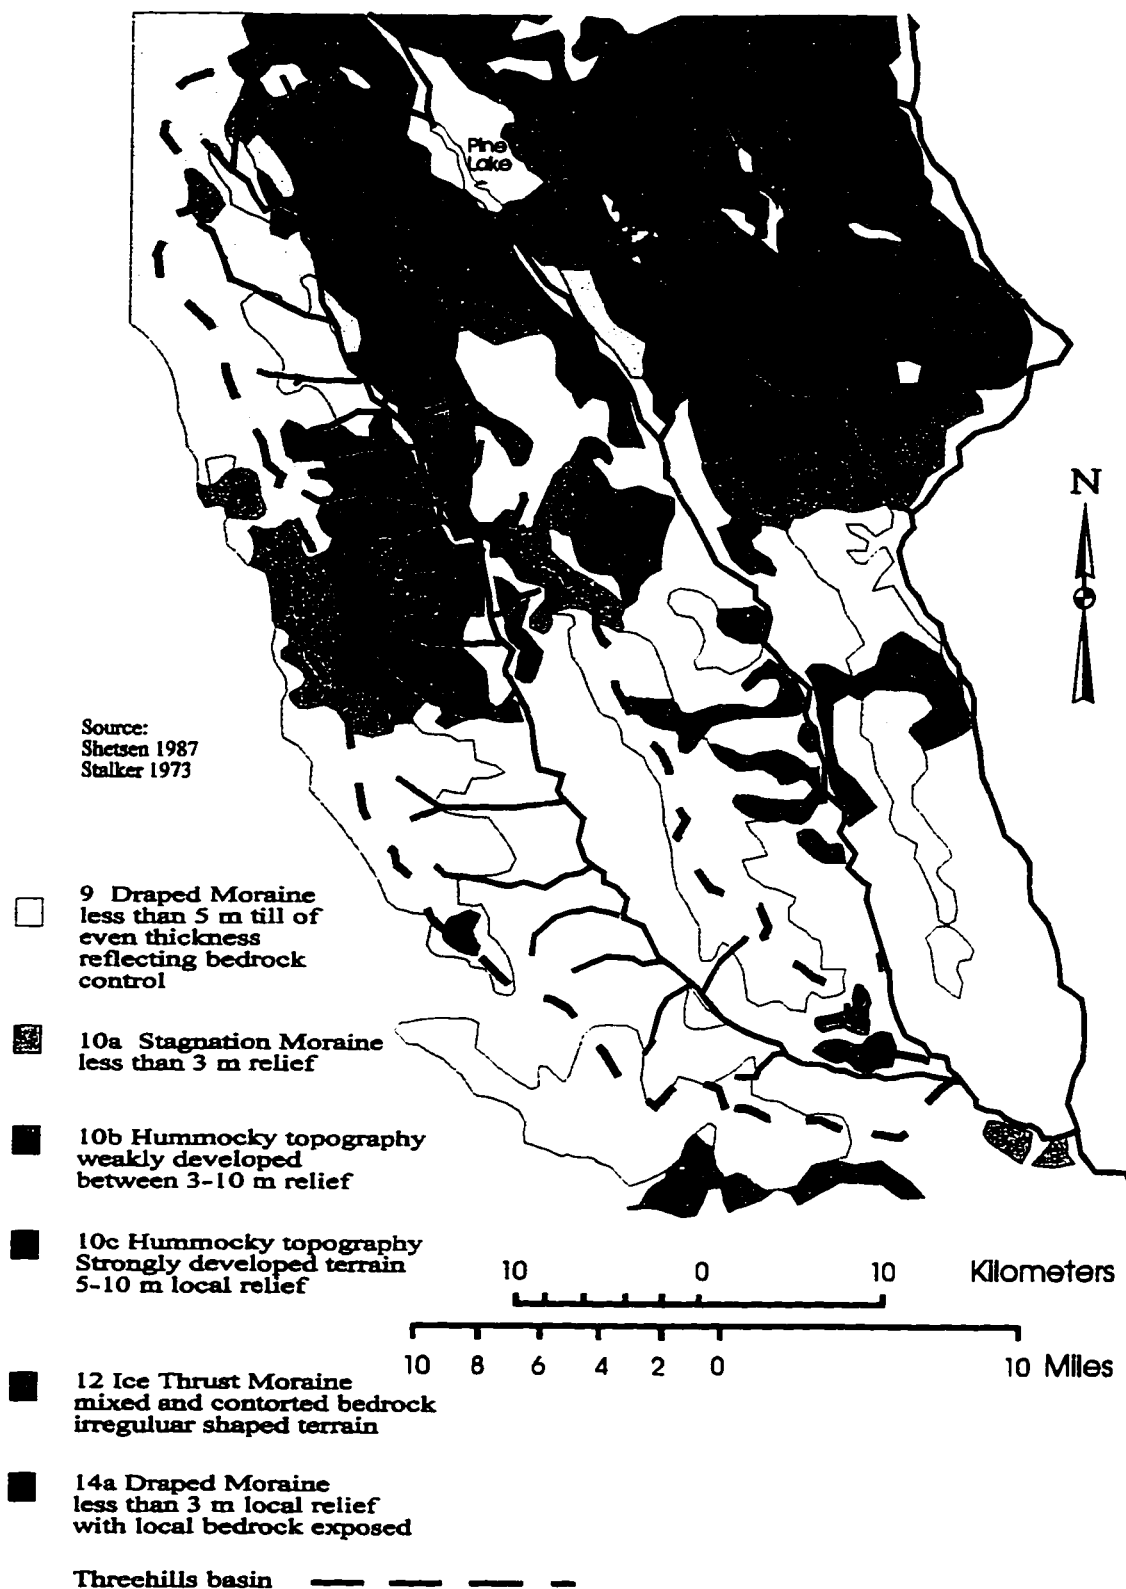 Pine
Lake
N
Source:
Shetsen 1987
Stalker 1973
9 Draped Moraine
less than 5 m till of
even thickness
reflecting bedrock
control
10a Stagnation Moraine
less than 3 m relief
10b Hummocky topography
weakly developed
between 3-10 m relief
10c Hummocky topography
Strongly developed terrain
5-10 m local relief
10 0 10 Kilometers
10 8 6 4 2 0 10 Miles
12 Ice Thrust Moraine
mixed and contorted bedrock
irreguluar shaped terrain
14a Draped Moraine
less than 3 m local relief
with local bedrock exposed
Threehills basin